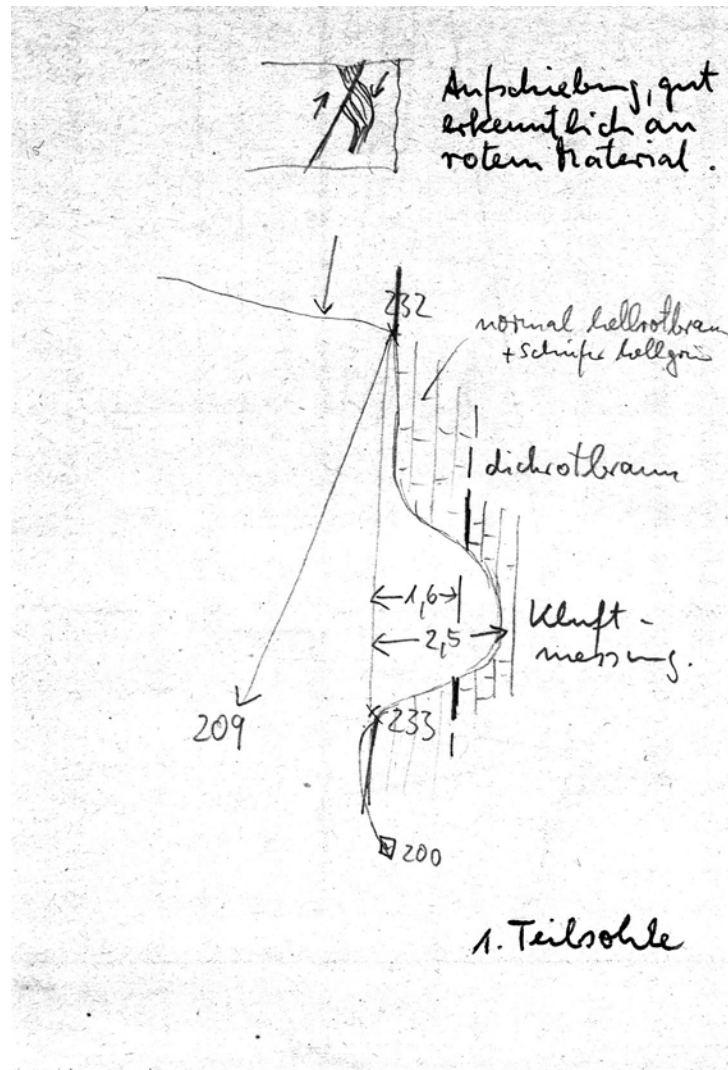 Aufschiebung, gut
erkenntlich an
rotem Material.
232
normal hellrotbraun
+ Schiefer hellgrün
dichrotbraun
1,6
2,5
Kluft-
messung.
209
233
200
1. Teilsohle